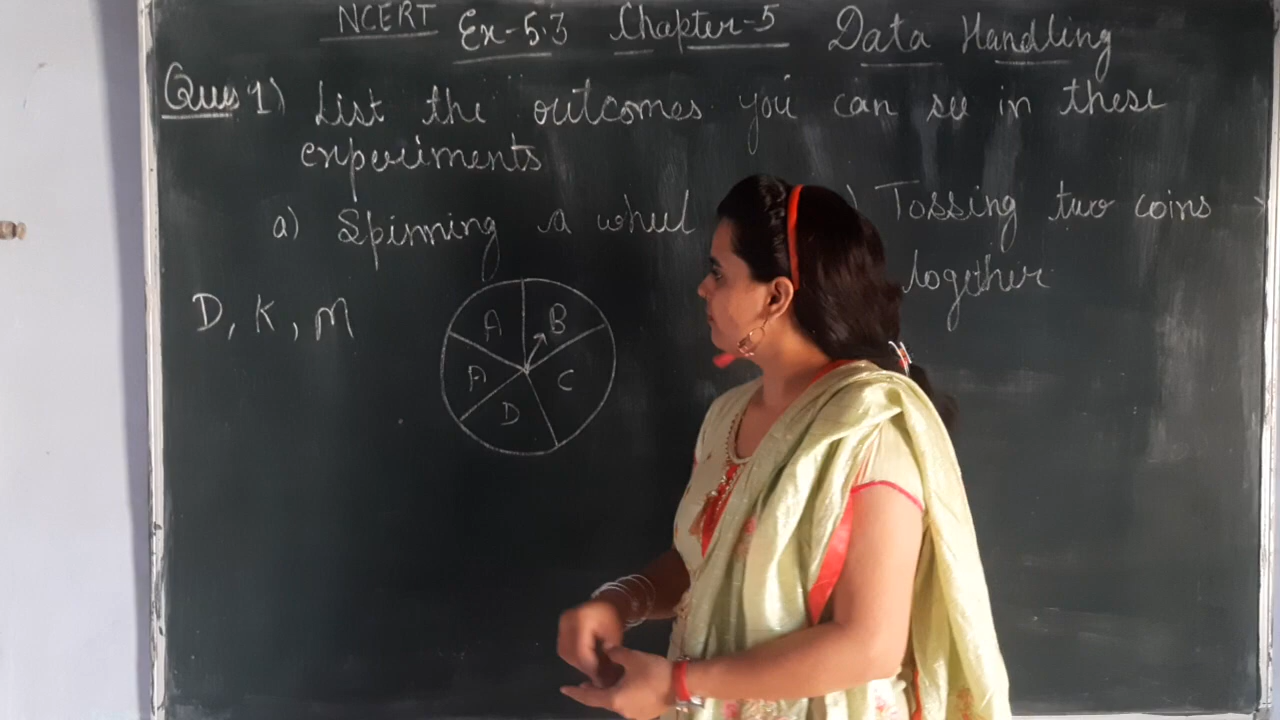 NCERT Ex-5.3 Chapter-5 Data Handling
Ques 1) List the outcomes you can see in these
experiments
a) Spinning a wheel ) Tossing two coins
together
D, K, M
A B
A C
D